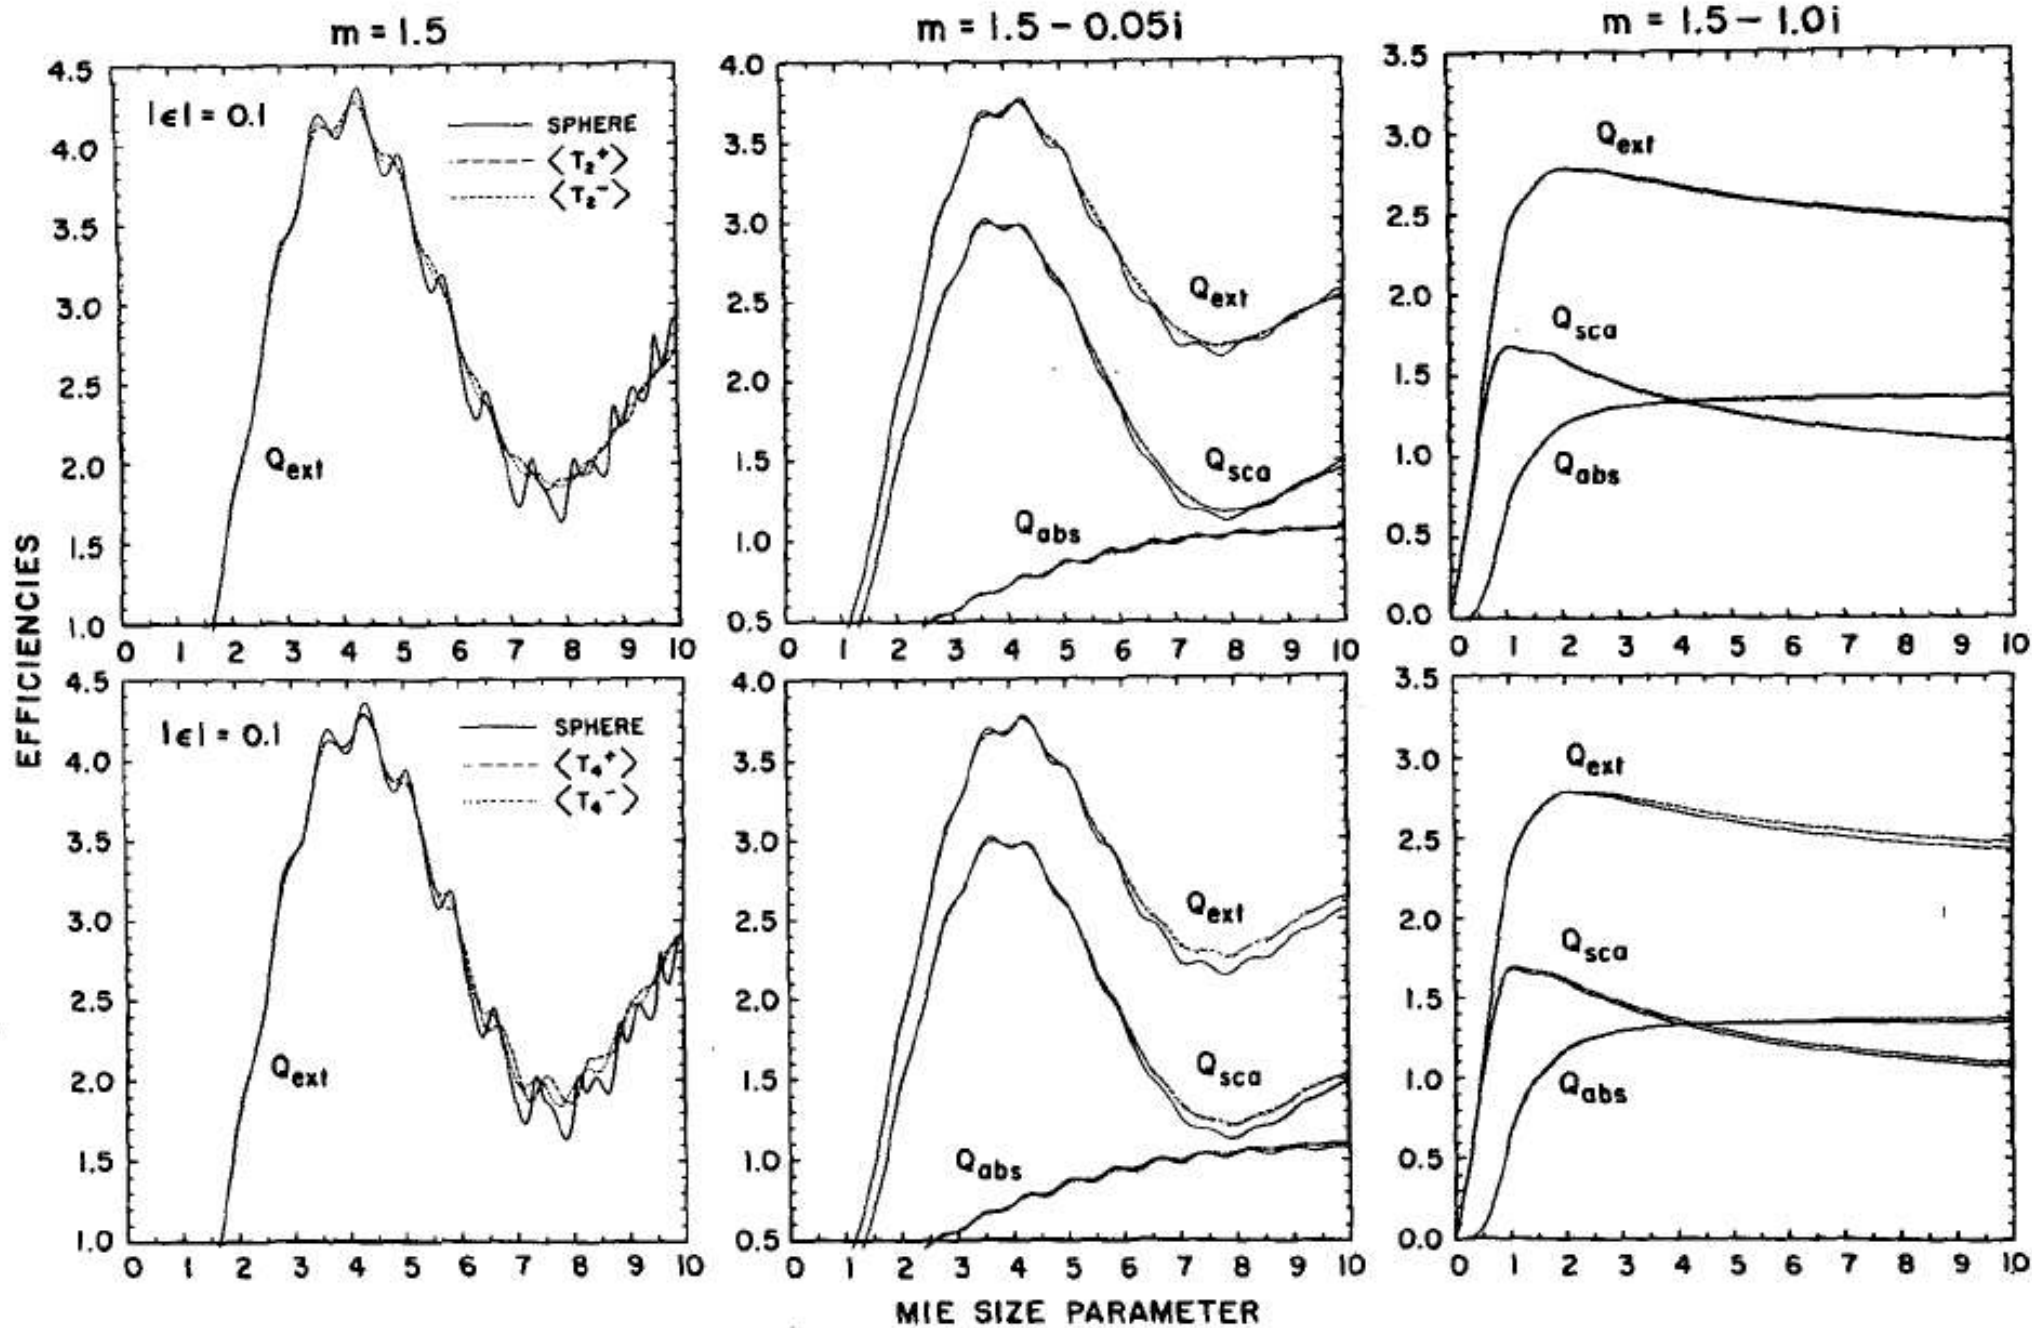 m = 1.5
m = 1.5 - 0.05i
m = 1.5 - 1.0i
EFFICIENCIES
4.5
4.0
3.5
3.0
2.5
2.0
1.5
1.0
|ϵ| = 0.1
SPHERE
⟨T₂⁺⟩
⟨T₂⁻⟩
Qext
0 1 2 3 4 5 6 7 8 9 10
4.0
3.5
3.0
2.5
2.0
1.5
1.0
0.5
Qext
Qsca
Qabs
0 1 2 3 4 5 6 7 8 9 10
3.5
3.0
2.5
2.0
1.5
1.0
0.5
0.0
Qext
Qsca
Qabs
0 1 2 3 4 5 6 7 8 9 10
4.5
4.0
3.5
3.0
2.5
2.0
1.5
1.0
|ϵ| = 0.1
SPHERE
⟨T₄⁺⟩
⟨T₄⁻⟩
Qext
0 1 2 3 4 5 6 7 8 9 10
4.0
3.5
3.0
2.5
2.0
1.5
1.0
0.5
Qext
Qsca
Qabs
0 1 2 3 4 5 6 7 8 9 10
3.5
3.0
2.5
2.0
1.5
1.0
0.5
0.0
Qext
Qsca
Qabs
0 1 2 3 4 5 6 7 8 9 10
MIE SIZE PARAMETER